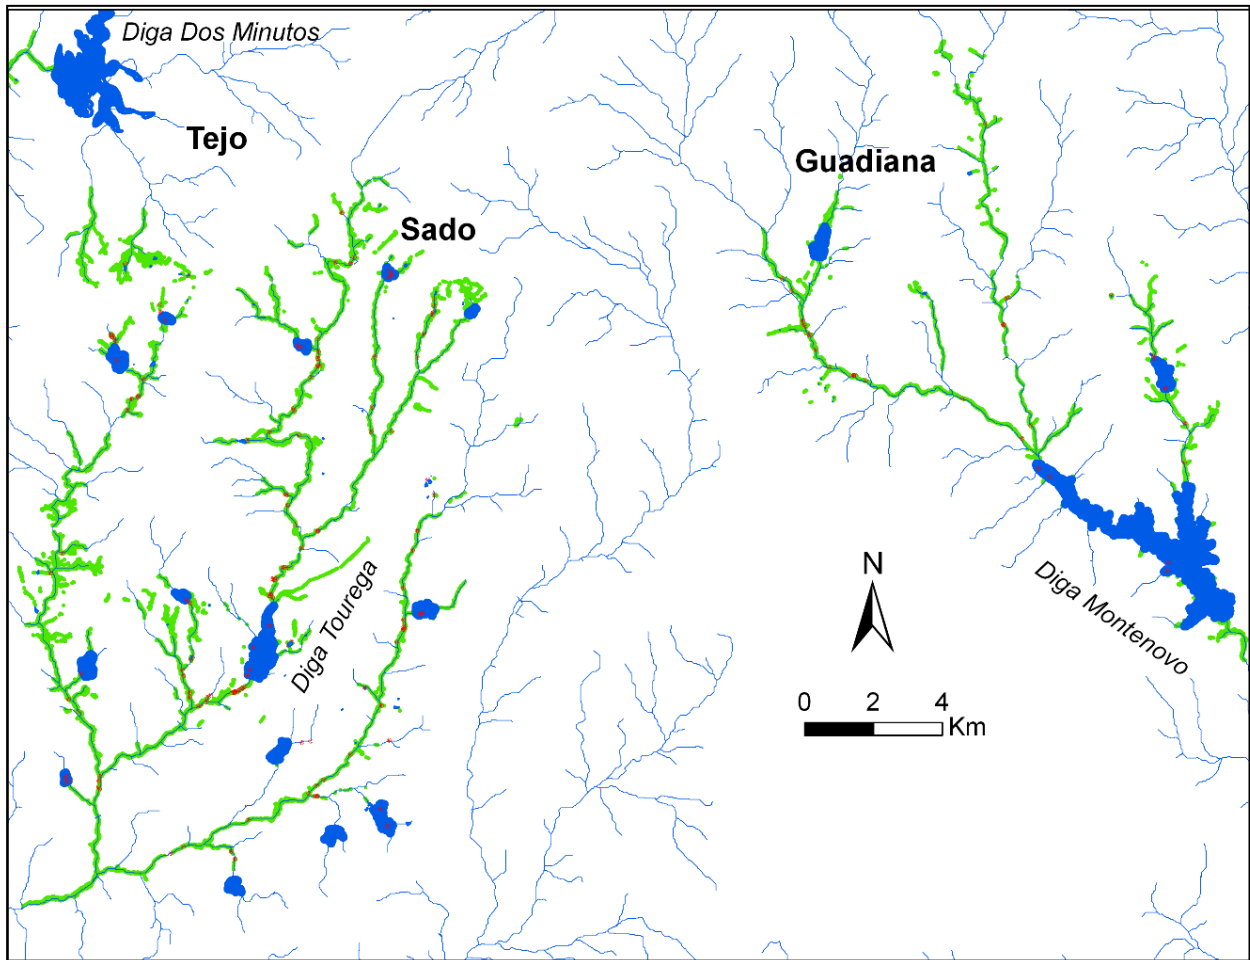 Diga Dos Minutos
Tejo
Guadiana
Sado
N
Diga Tourega
Diga Montenovo
0 2 4
Km